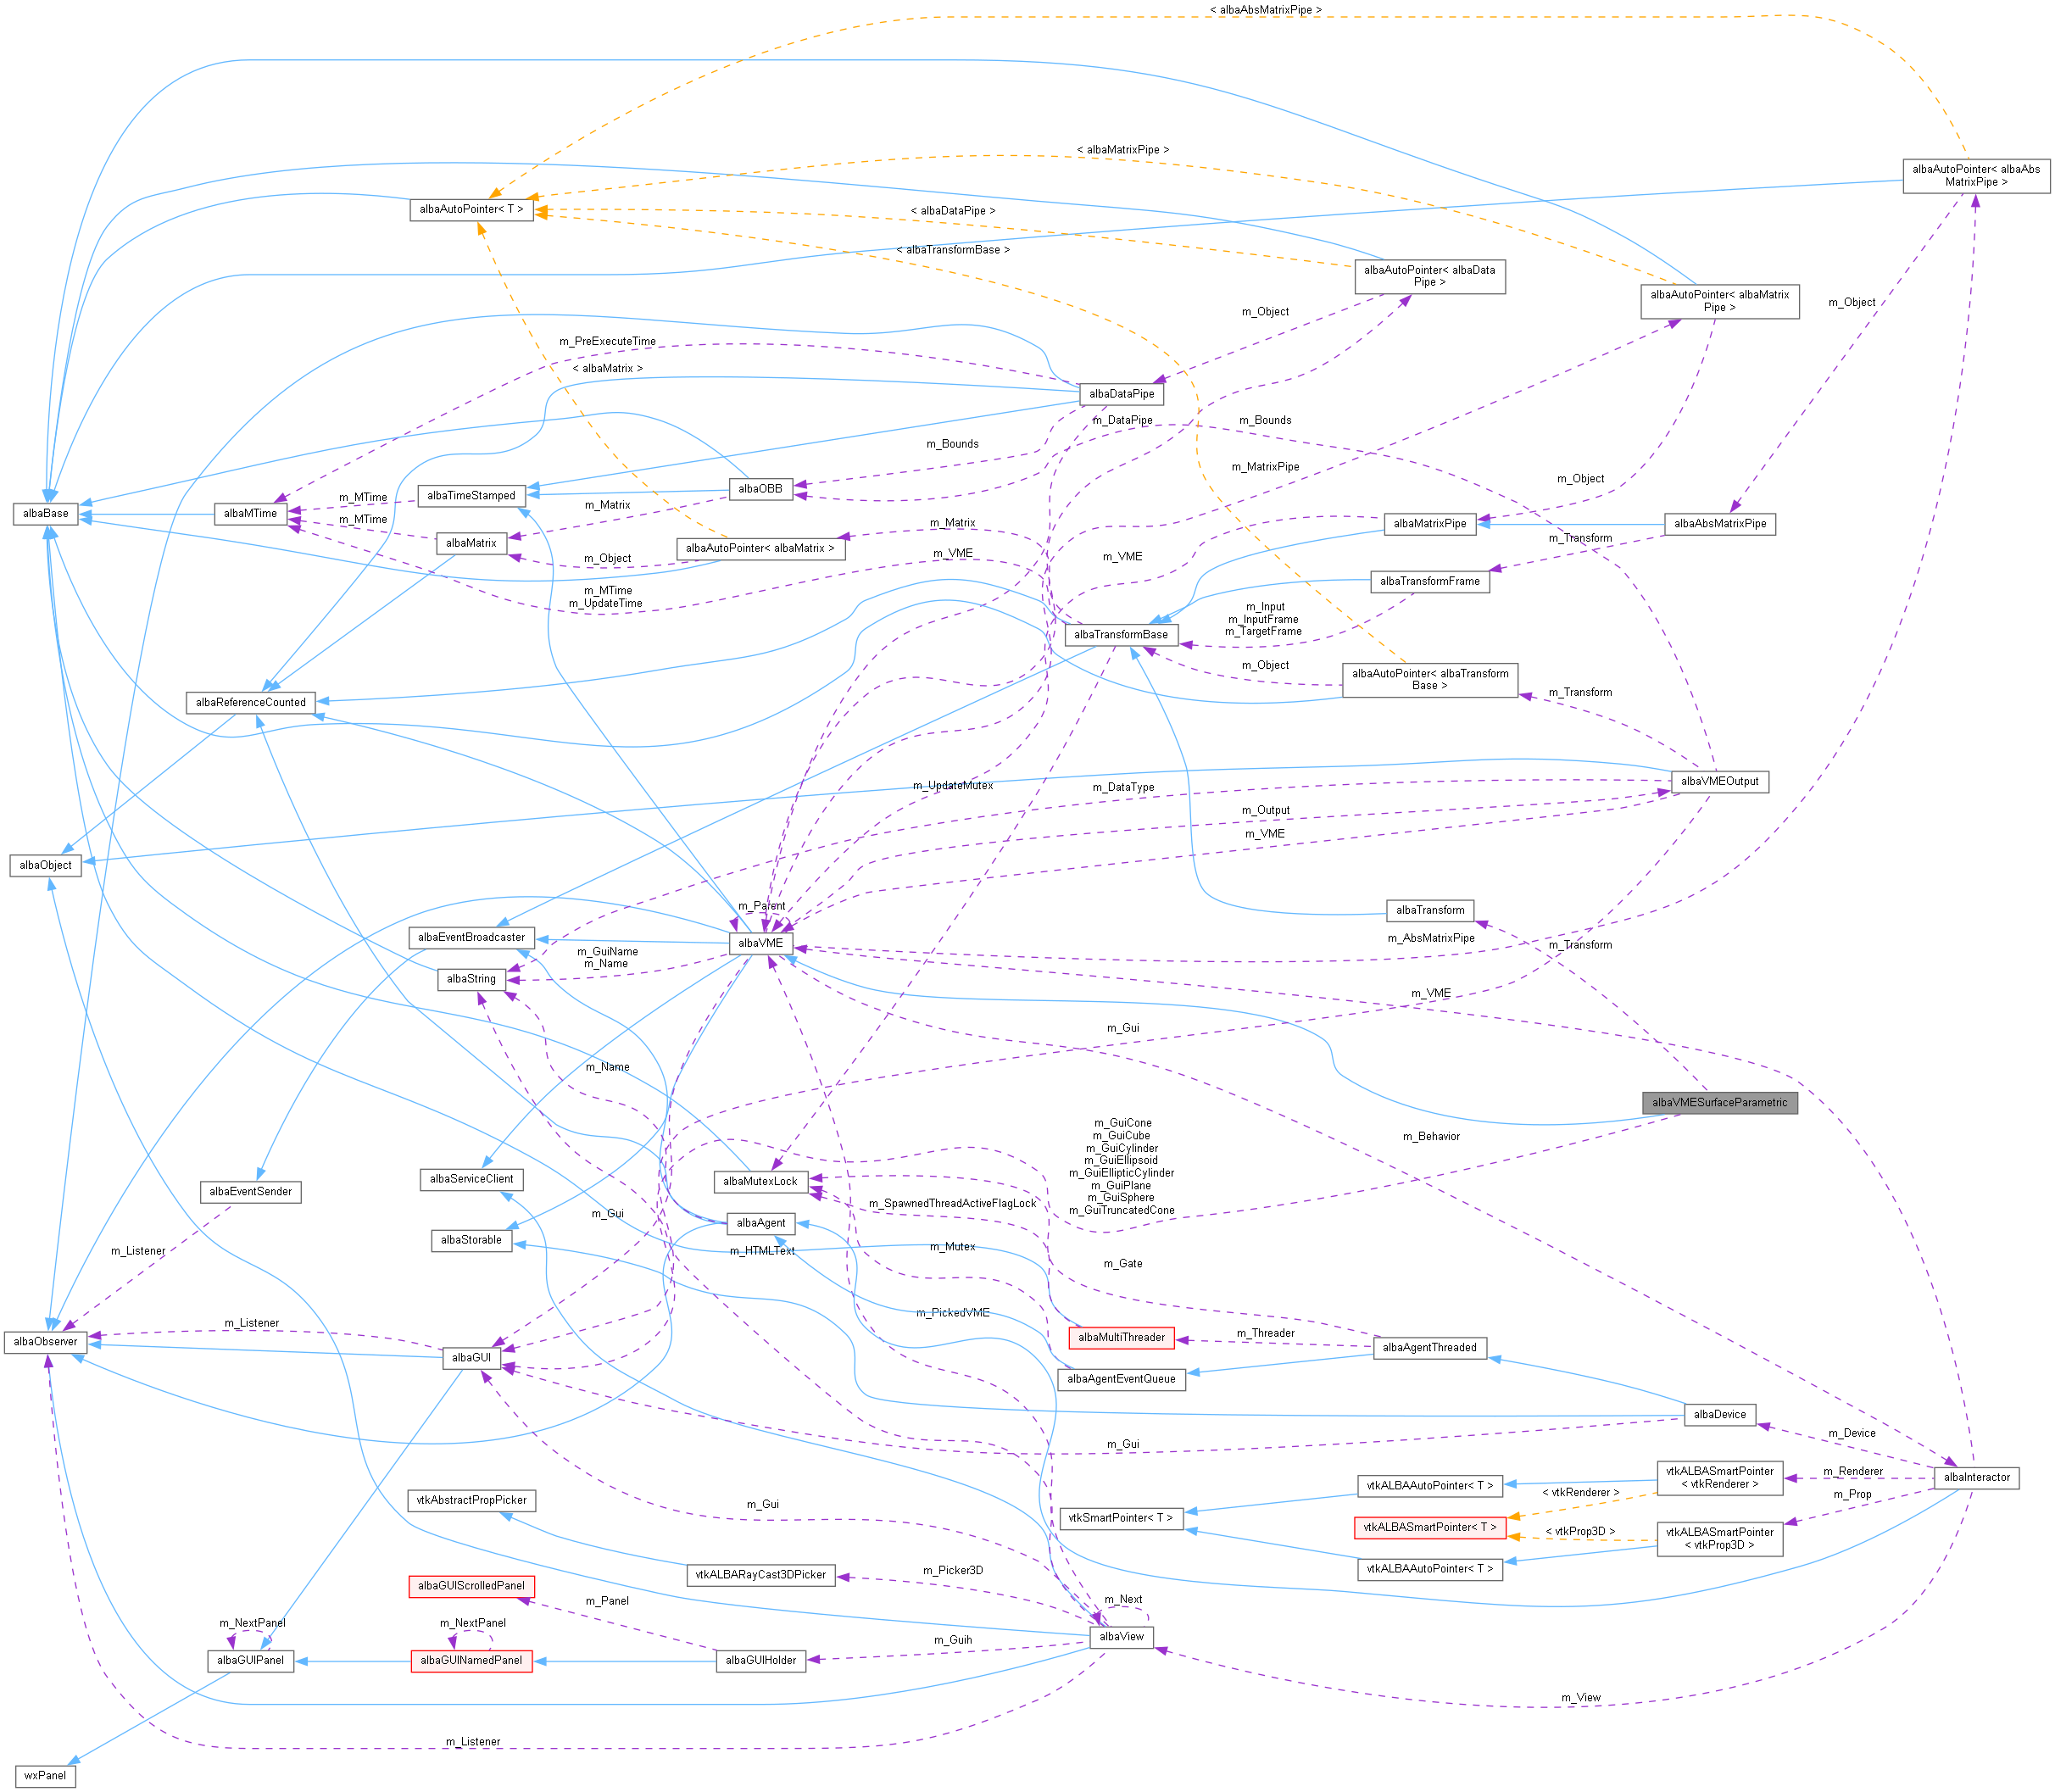 < albaAbsMatrixPipe >
< albaMatrixPipe >
albaAutoPointer< albaAbs
MatrixPipe >
albaAutoPointer< T >
< albaDataPipe >
< albaTransformBase >
albaAutoPointer< albaData
Pipe >
albaAutoPointer< albaMatrix
Pipe >
m_Object
m_Object
m_PreExecuteTime
< albaMatrix >
albaDataPipe
m_DataPipe
m_Bounds
m_Bounds
m_MatrixPipe
m_Object
albaOBB
albaTimeStamped
m_MTime
m_Matrix
albaBase
albaMTime
m_MTime
albaMatrix
m_Matrix
albaMatrixPipe
albaAbsMatrixPipe
m_Transform
albaAutoPointer< albaMatrix >
m_Object
m_VME
m_VME
albaTransformFrame
m_MTime
m_UpdateTime
m_Input
m_InputFrame
m_TargetFrame
albaTransformBase
m_Object
albaAutoPointer< albaTransform
Base >
m_Transform
albaReferenceCounted
albaVMEOutput
m_UpdateMutex
m_DataType
m_Output
m_VME
albaObject
m_Parent
albaTransform
albaEventBroadcaster
albaVME
m_AbsMatrixPipe
m_Transform
m_GuiName
m_Name
albaString
m_VME
m_Gui
m_Name
albaVMESurfaceParametric
m_GuiCone
m_GuiCube
m_GuiCylinder
m_GuiEllipsoid
m_GuiEllipticCylinder
m_GuiPlane
m_GuiSphere
m_GuiTruncatedCone
m_Behavior
albaServiceClient
albaMutexLock
albaEventSender
m_SpawnedThreadActiveFlagLock
m_Gui
albaAgent
albaStorable
m_Listener
m_HTMLText
m_Mutex
m_Gate
m_PickedVME
m_Listener
albaObserver
albaMultiThreader
m_Threader
albaAgentThreaded
albaGUI
albaAgentEventQueue
albaDevice
m_Gui
m_Device
albaInteractor
m_Renderer
vtkALBASmartPointer
< vtkRenderer >
vtkALBAAutoPointer< T >
< vtkRenderer >
m_Prop
vtkAbstractPropPicker
m_Gui
vtkSmartPointer< T >
vtkALBASmartPointer< T >
< vtkProp3D >
vtkALBASmartPointer
< vtkProp3D >
vtkALBAAutoPointer< T >
vtkALBARayCast3DPicker
m_Picker3D
albaGUIScrolledPanel
m_Panel
m_Next
m_NextPanel
m_NextPanel
albaView
m_Guih
albaGUIPanel
albaGUINamedPanel
albaGUIHolder
m_View
m_Listener
wxPanel